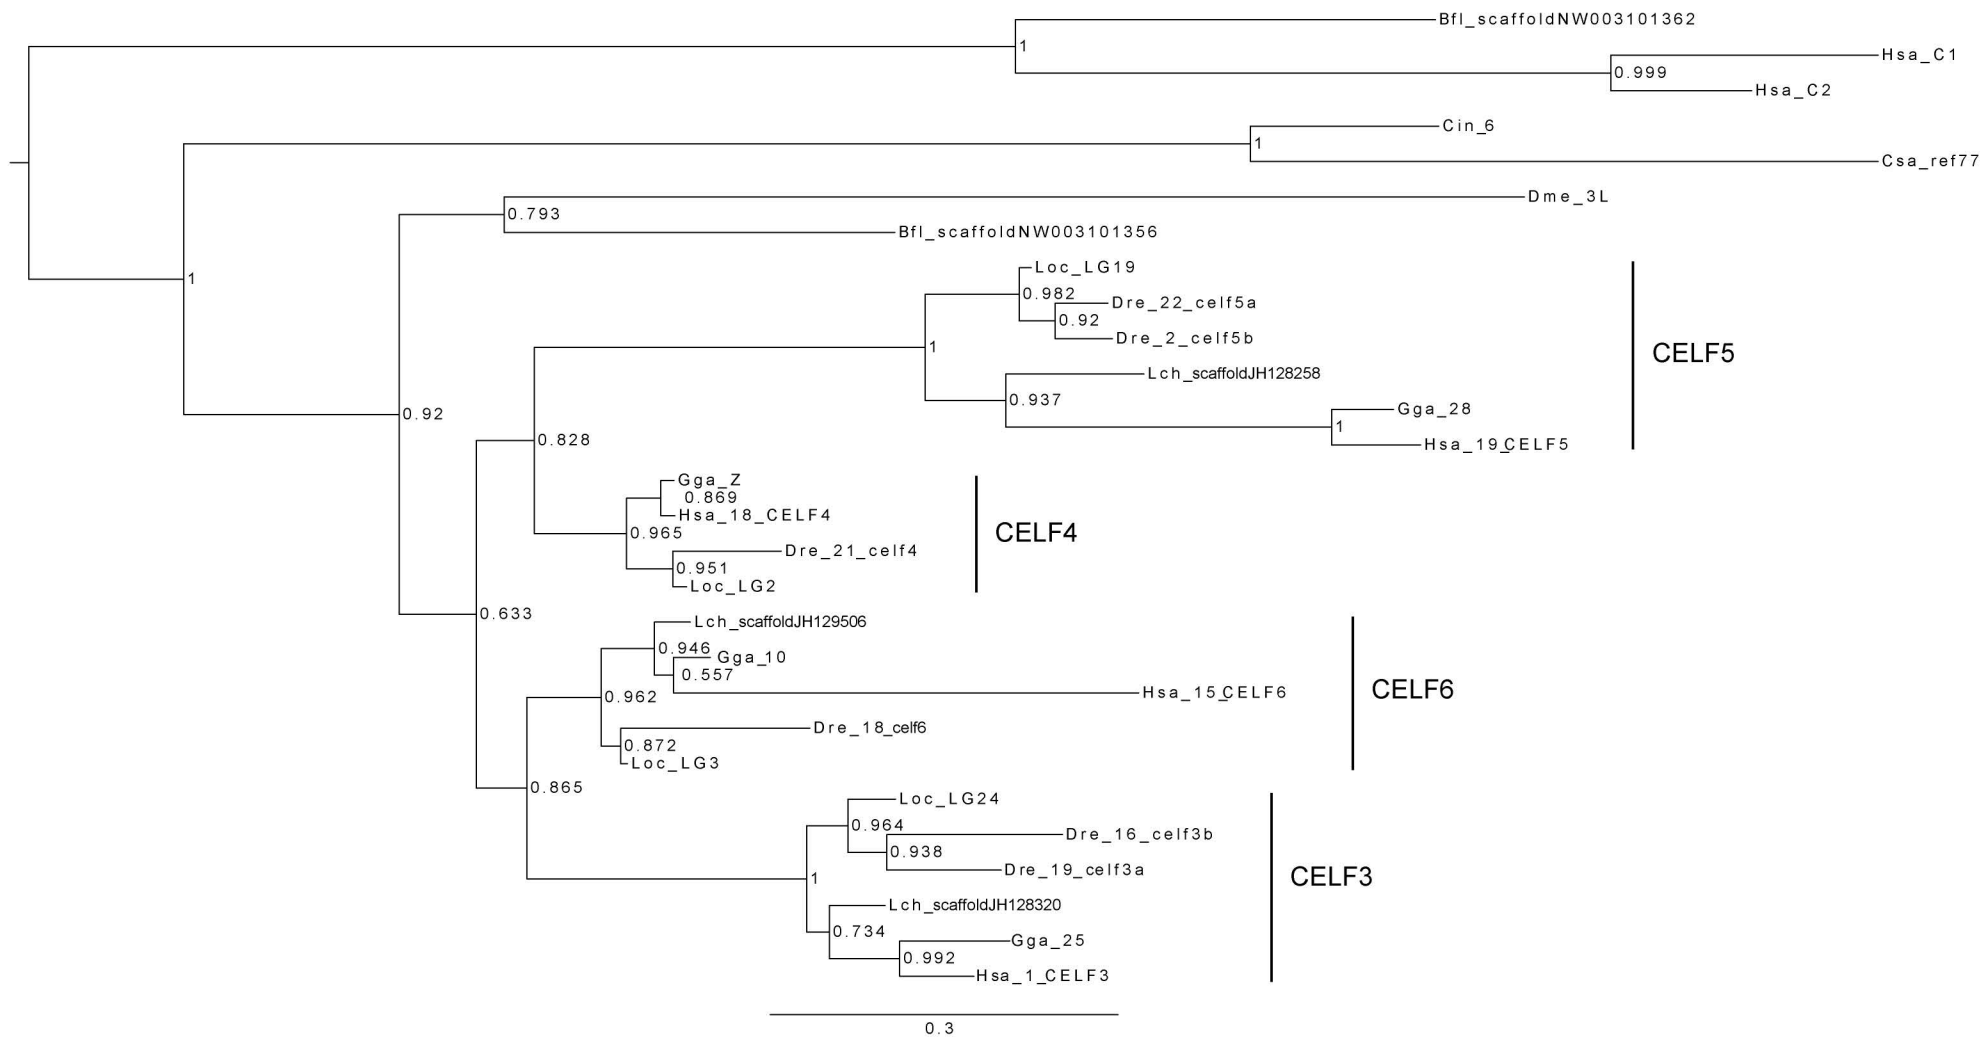 Bfl_scaffoldNW003101362
1
Hsa_C1
0.999
Hsa_C2
Cin_6
1
Csa_ref77
Dme_3L
0.793
Bfl_scaffoldNW003101356
Loc_LG19
1
0.982
Dre_22_celf5a
0.92
Dre_2_celf5b
1
CELF5
Lch_scaffoldJH128258
0.937
Gga_28
0.92
1
0.828
Hsa_19_CELF5
Gga_Z
0.869
Hsa_18_CELF4
0.965
CELF4
Dre_21_celf4
0.951
Loc_LG2
0.633
Lch_scaffoldJH129506
0.946
Gga_10
0.557
CELF6
Hsa_15_CELF6
0.962
Dre_18_celf6
0.872
Loc_LG3
0.865
Loc_LG24
0.964
Dre_16_celf3b
0.938
Dre_19_celf3a
1
CELF3
Lch_scaffoldJH128320
0.734
Gga_25
0.992
Hsa_1_CELF3
0.3